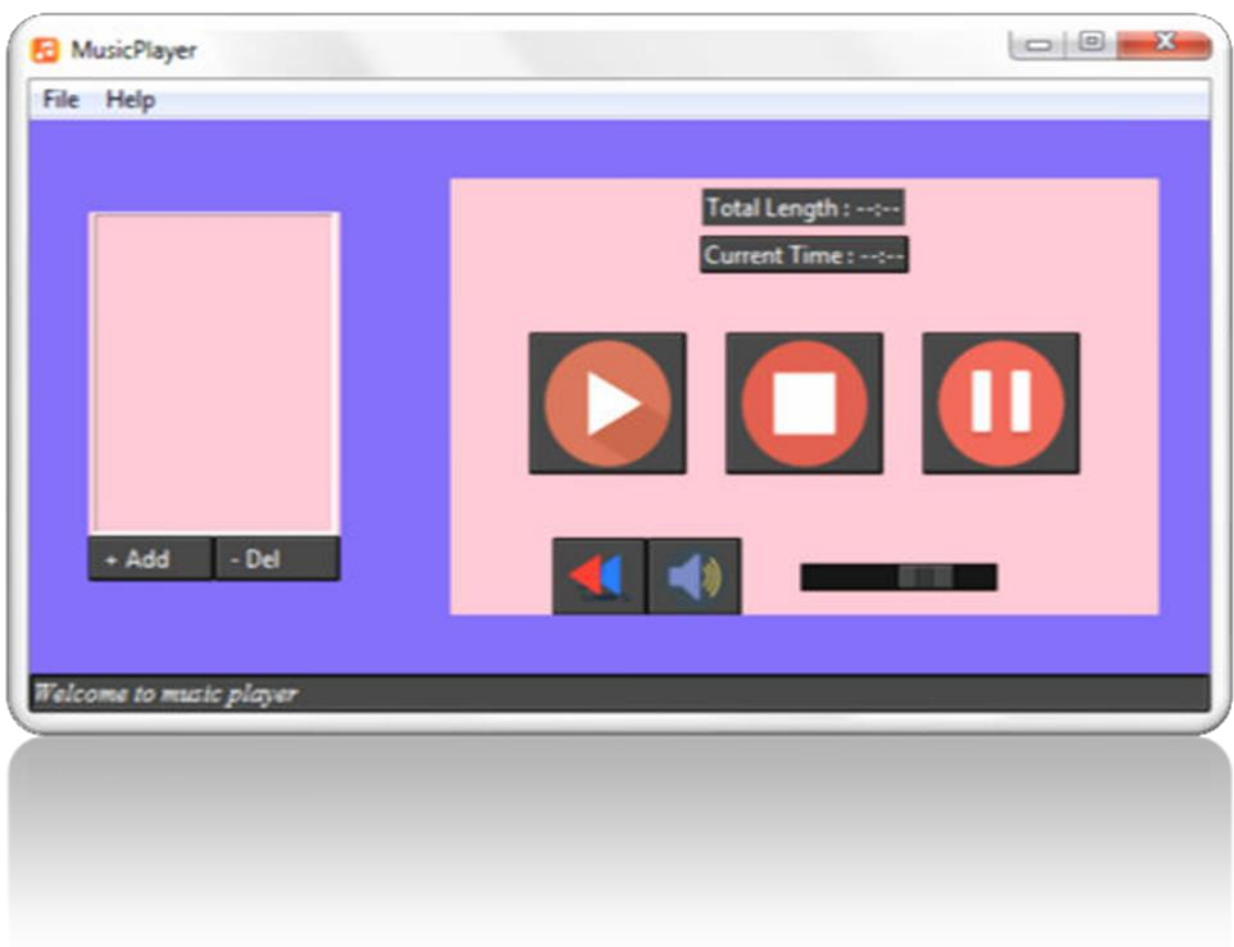 MusicPlayer
File Help
Total Length : --:--
Current Time : --:--
+ Add - Del
Welcome to music player